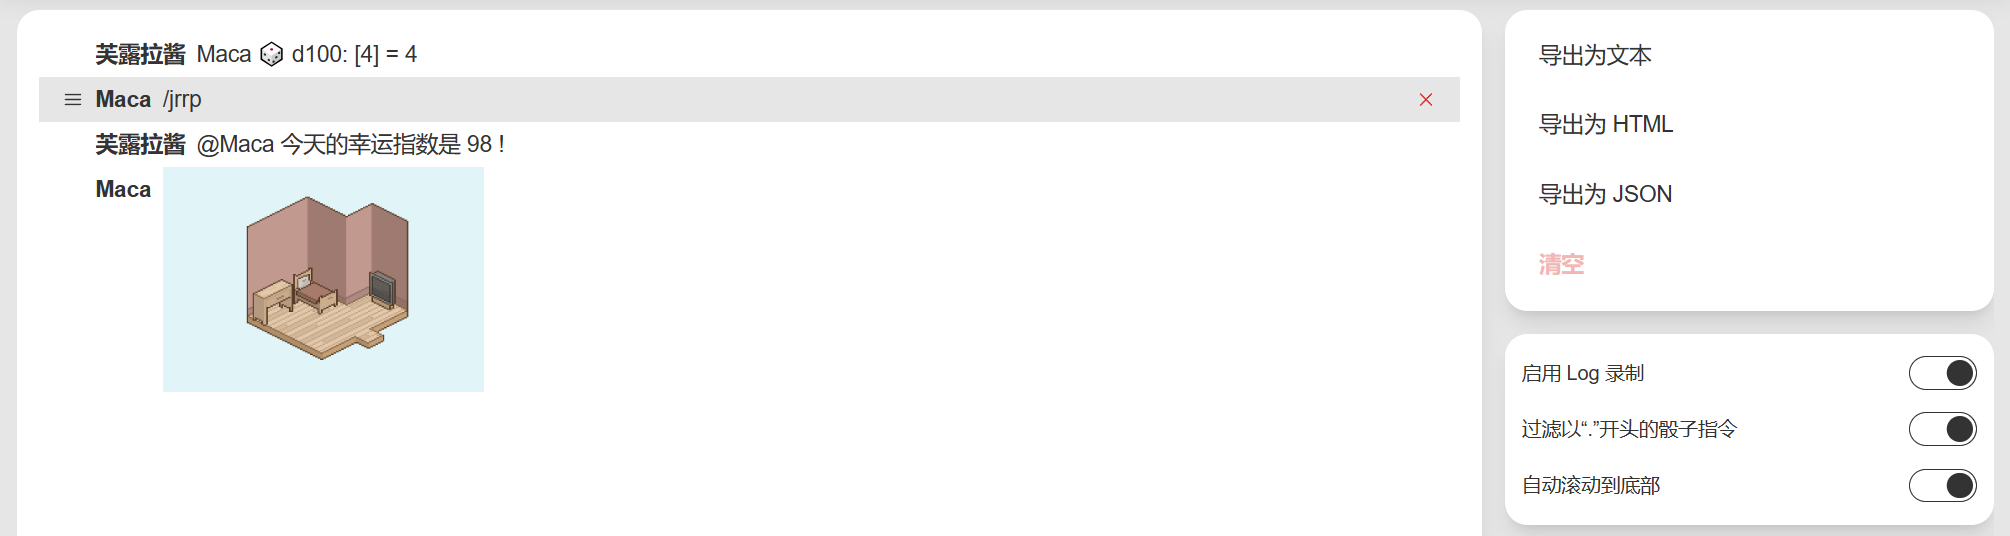 芙露拉酱 Maca d100: [4] = 4
Maca /jrrp
芙露拉酱 @Maca 今天的幸运指数是 98 !
Maca
导出为文本
导出为 HTML
导出为 JSON
清空
启用 Log 录制
过滤以“.”开头的骰子指令
自动滚动到底部